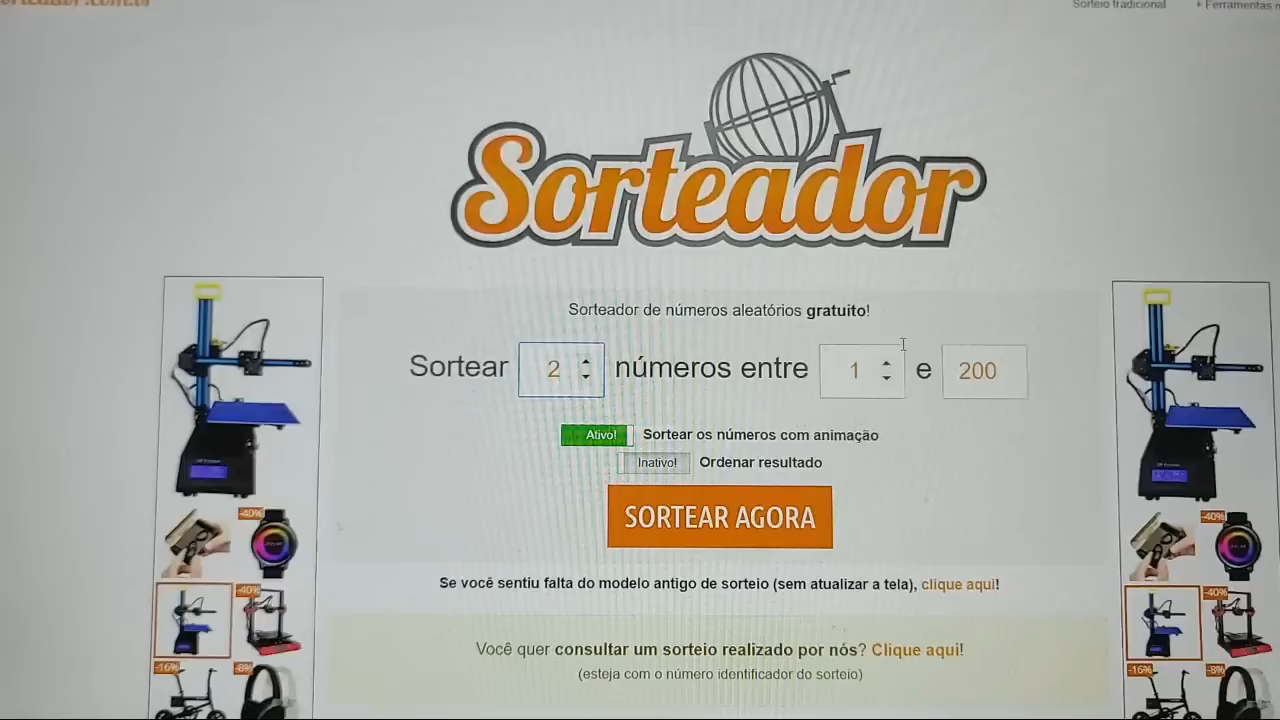 Sorteio tradicional + Ferramentas
Sorteador
Sorteador de números aleatórios gratuito!
Sortear 2 números entre 1 e 200
Ativo! Sortear os números com animação
Inativo! Ordenar resultado
SORTEAR AGORA
Se você sentiu falta do modelo antigo de sorteio (sem atualizar a tela), clique aqui!
Você quer consultar um sorteio realizado por nós? Clique aqui!
(esteja com o número identificador do sorteio)
-40% -40%
-40% -40%
-16% -8% -16% -8%